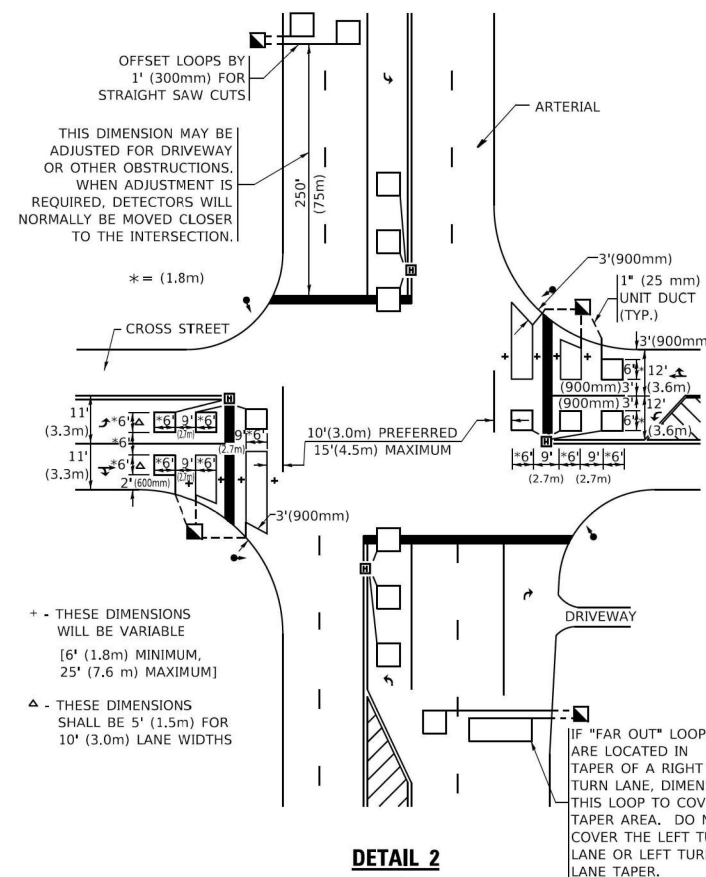 OFFSET LOOPS BY
1' (300mm) FOR
STRAIGHT SAW CUTS
THIS DIMENSION MAY BE
ADJUSTED FOR DRIVEWAY
OR OTHER OBSTRUCTIONS.
WHEN ADJUSTMENT IS
REQUIRED, DETECTORS WILL
NORMALLY BE MOVED CLOSER
TO THE INTERSECTION.
250'
(75m)
ARTERIAL
* = (1.8m)
CROSS STREET
3'(900mm)
1" (25 mm)
UNIT DUCT
(TYP.)
3'(900mm
6'*
12'
(900mm)3'
(3.6m)
(900mm)3'
12'
6'*
(3.6m)
*6' 9' *6' 9' *6'
(2.7m) (2.7m)
H
H
H
H
11'
(3.3m)
*6'
*6' 9' *6'
(2.7m)
9'*6'
(2.7m)
*6'
11'
(3.3m)
*6'
*6' 9' *6'
(2.7m)
2'(600mm)
10'(3.0m) PREFERRED
15'(4.5m) MAXIMUM
3'(900mm)
+ - THESE DIMENSIONS
WILL BE VARIABLE
[6' (1.8m) MINIMUM,
25' (7.6 m) MAXIMUM]
△ - THESE DIMENSIONS
SHALL BE 5' (1.5m) FOR
10' (3.0m) LANE WIDTHS
DRIVEWAY
IF "FAR OUT" LOOP
ARE LOCATED IN
TAPER OF A RIGHT
TURN LANE, DIMEN
THIS LOOP TO COV
TAPER AREA. DO N
COVER THE LEFT TU
LANE OR LEFT TUR
LANE TAPER.
DETAIL 2